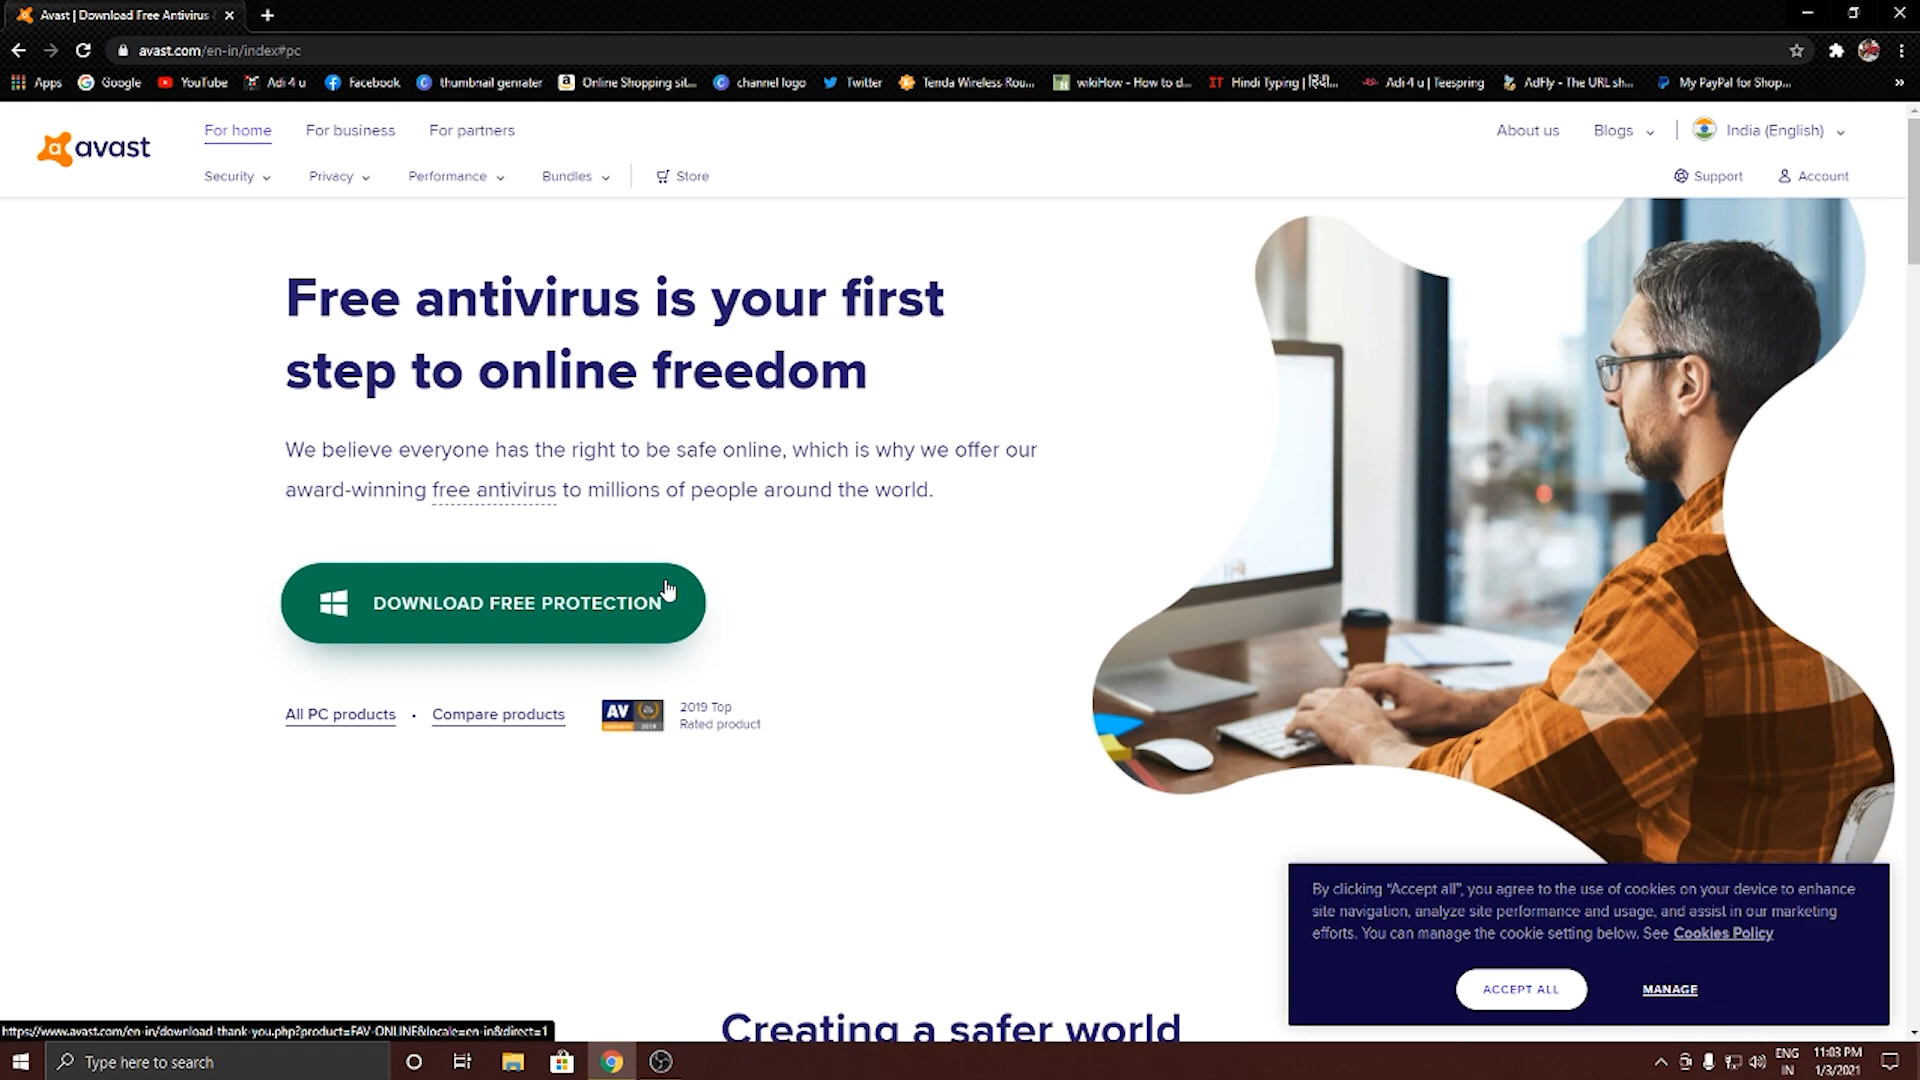 Avast | Download Free Antivirus
avast.com/en-in/index#pc
Apps Google YouTube Adi 4 u Facebook thumbnail genrater Online Shopping sit... channel logo Twitter Tenda Wireless Rou... wikiHow - How to d... Hindi Typing | हिंदी... Adi 4 u | Teespring AdFly - The URL sh... My PayPal for Shop... »
avast
For home For business For partners
About us Blogs India (English)
Security Privacy Performance Bundles Store
Support Account
Free antivirus is your first
step to online freedom
We believe everyone has the right to be safe online, which is why we offer our
award-winning free antivirus to millions of people around the world.
DOWNLOAD FREE PROTECTION
All PC products • Compare products
AV
2019 Top
Rated product
By clicking “Accept all”, you agree to the use of cookies on your device to enhance
site navigation, analyze site performance and usage, and assist in our marketing
efforts. You can manage the cookie setting below. See Cookies Policy
ACCEPT ALL MANAGE
Creating a safer world
https://www.avast.com/en-in/download-thank-you.php?product=FAV-ONLINE&locale=en-in&direct=1
Type here to search
ENG
IN
11:03 PM
1/3/2021